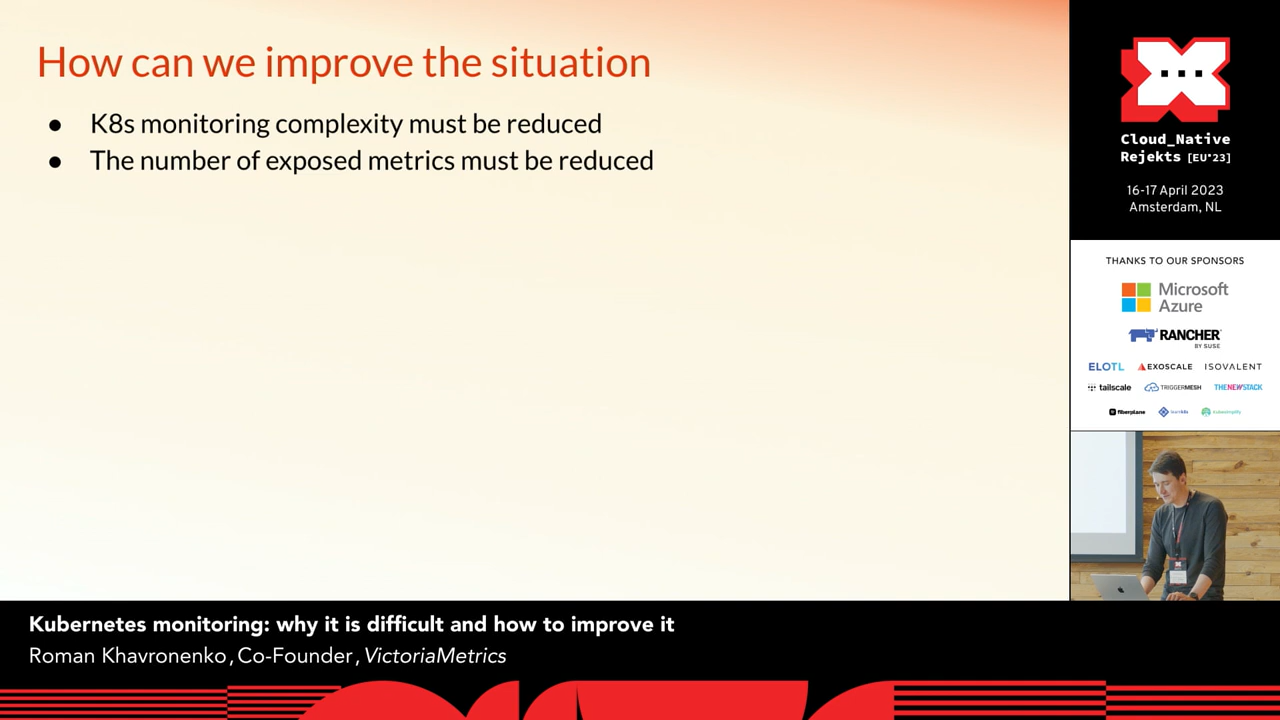 How can we improve the situation
● K8s monitoring complexity must be reduced
● The number of exposed metrics must be reduced
Cloud_Native
Rejekts [EU*23]
16-17 April 2023
Amsterdam, NL
THANKS TO OUR SPONSORS
Microsoft
Azure
RANCHER
BY SUSE
ELOTL EXOSCALE ISOVALENT
tailscale TRIGGERMESH THENEWSTACK
fiberplane kubesimplify
Kubernetes monitoring: why it is difficult and how to improve it
Roman Khavronenko, Co-Founder, VictoriaMetrics